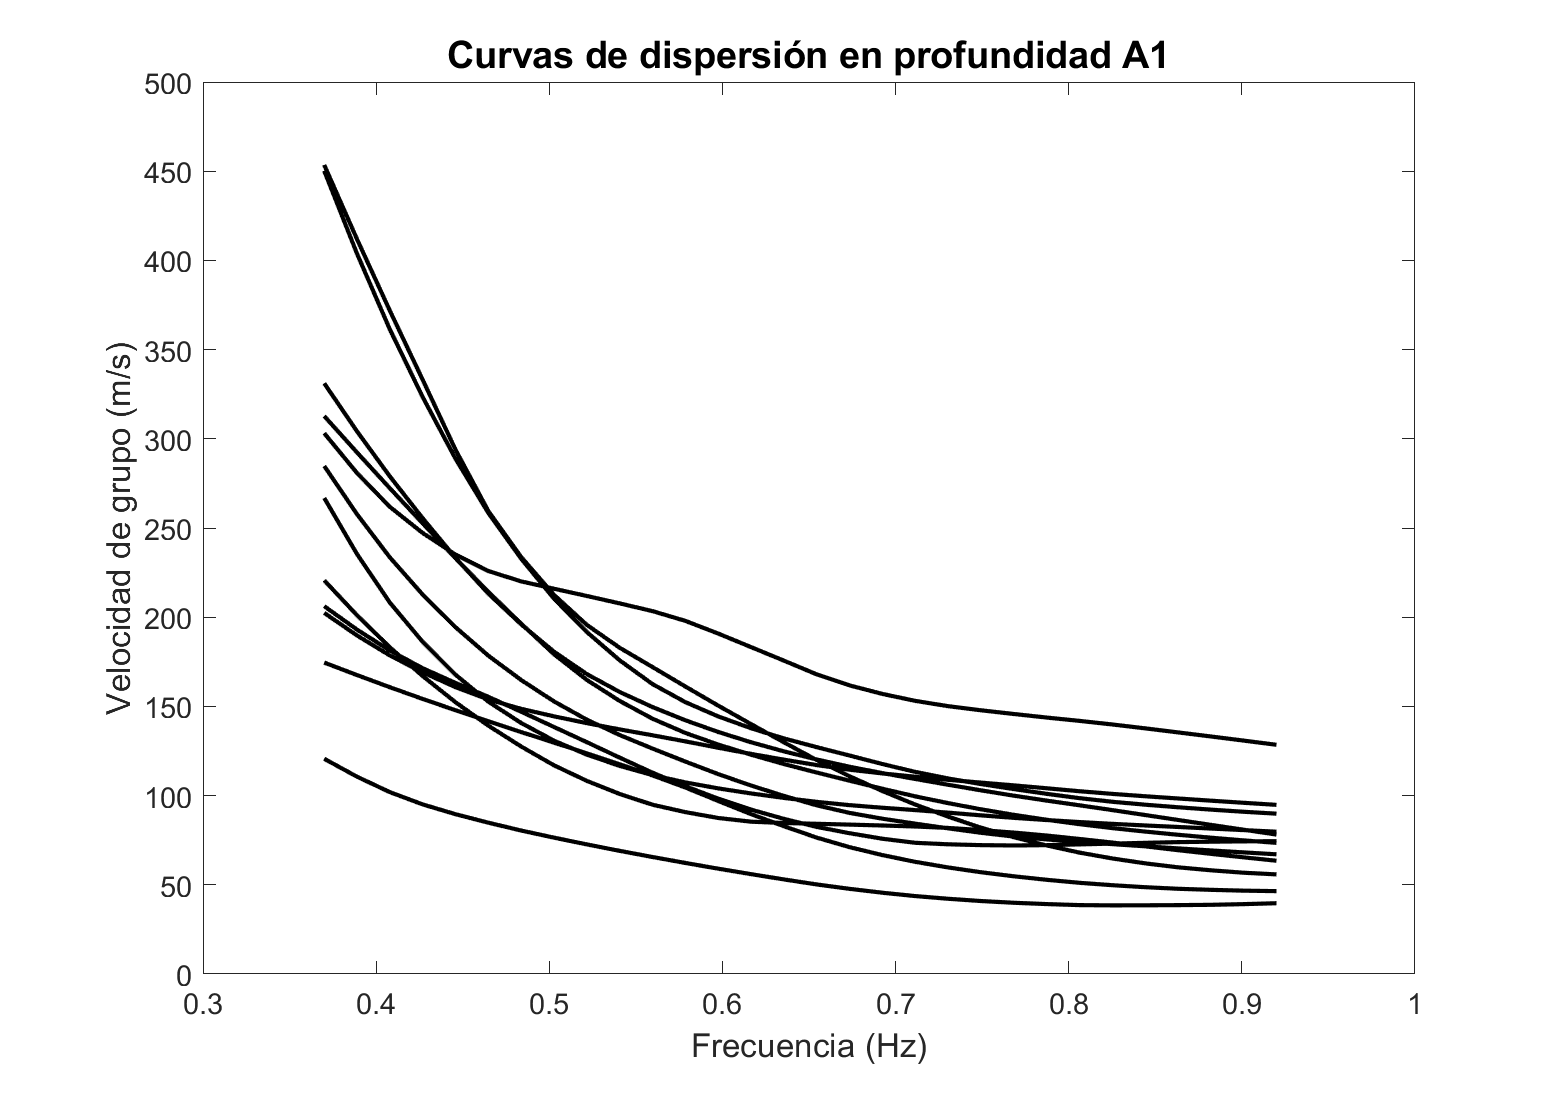 Curvas de dispersión en profundidad A1
500
450
400
350
300
250
200
150
100
50
0
Velocidad de grupo (m/s)
0.3 0.4 0.5 0.6 0.7 0.8 0.9 1
Frecuencia (Hz)